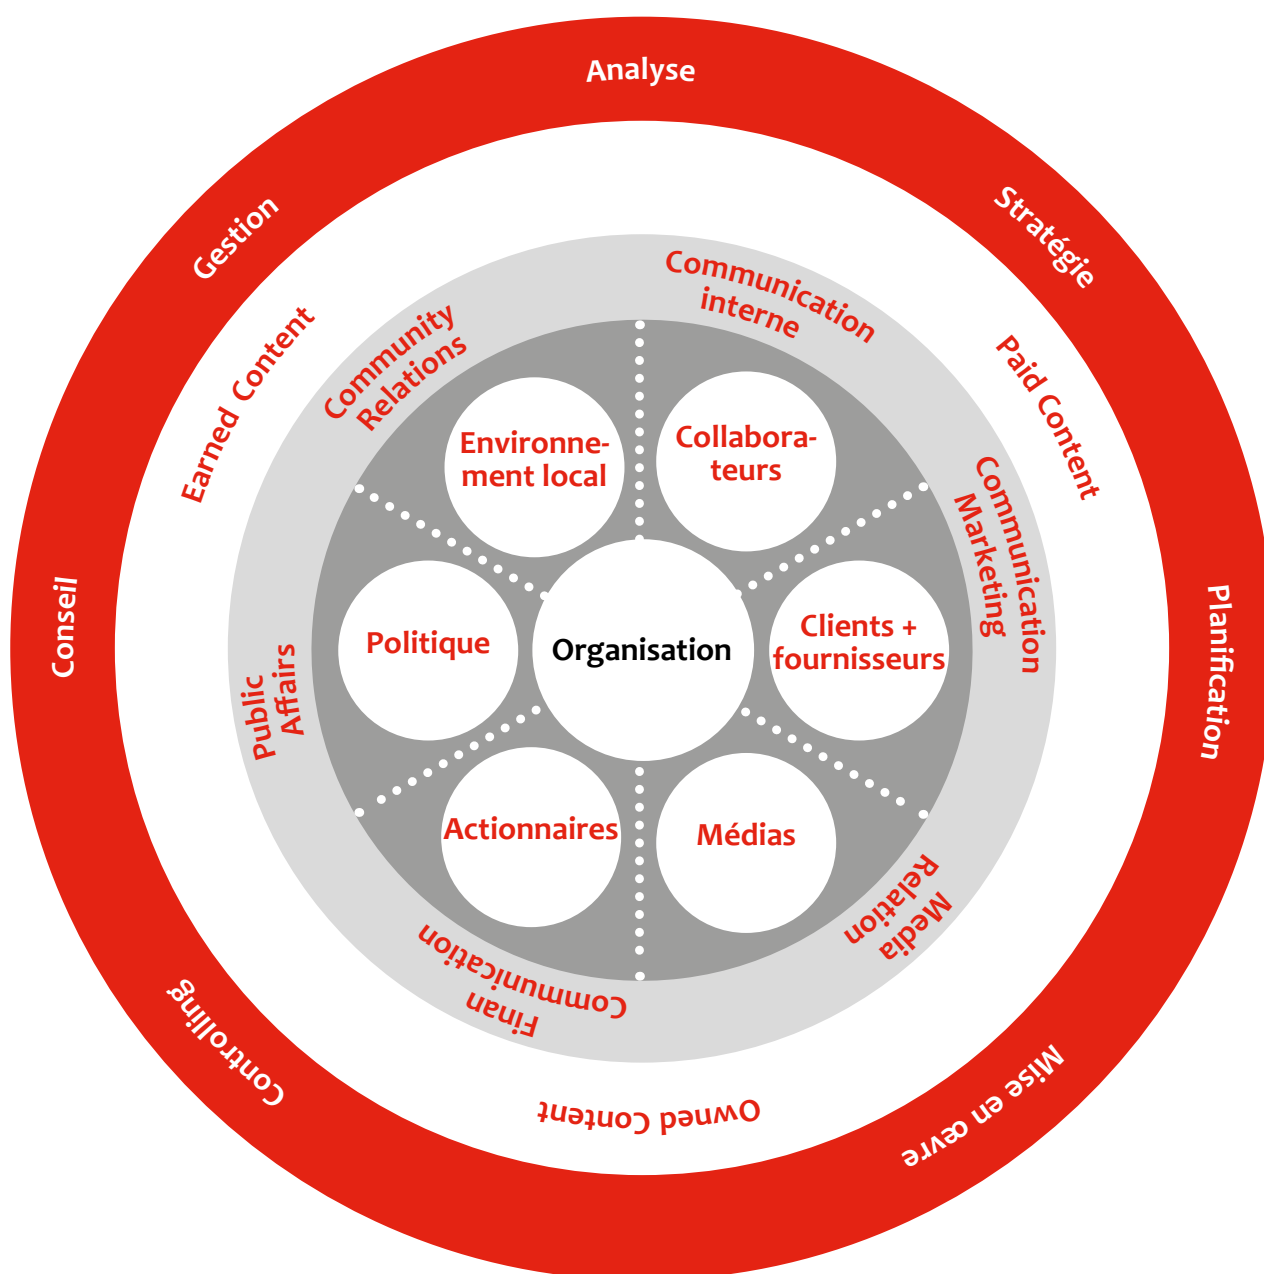 Analyse
Stratégie
Planification
Mise en œvre
Controlling
Conseil
Gestion
Earned Content
Paid Content
Owned Content
Communication
interne
Communication
Marketing
Media
Relation
Finan
Communication
Public
Affairs
Community
Relations
Environne-
ment local
Collabora-
teurs
Clients +
fournisseurs
Médias
Actionnaires
Politique
Organisation